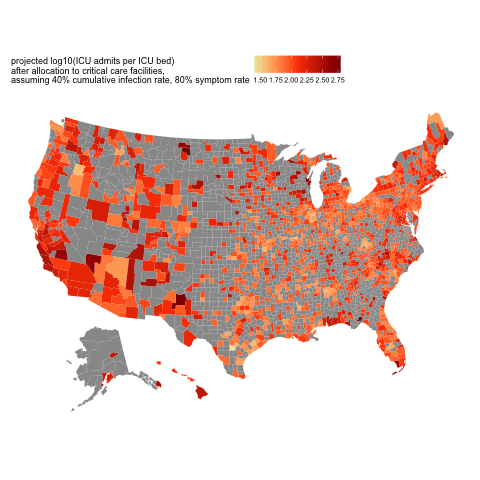 projected log10(ICU admits per ICU bed)
after allocation to critical care facilities,
assuming 40% cumulative infection rate, 80% symptom rate
1.50 1.75 2.00 2.25 2.50 2.75